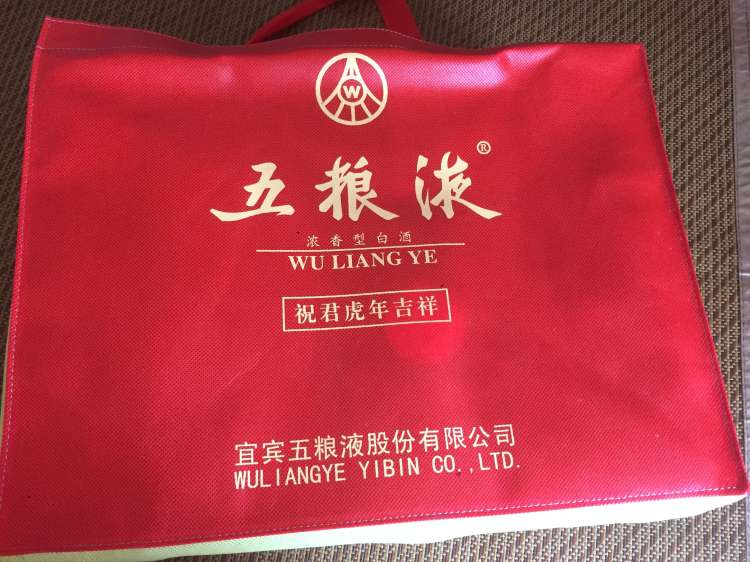 W
五粮液®
浓香型白酒
WU LIANG YE
祝君虎年吉祥
宜宾五粮液股份有限公司
WULIANGYE YIBIN CO.,LTD.